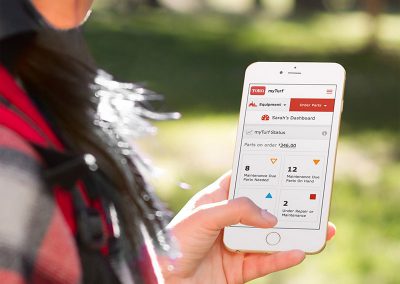 TORO myTurf
Equipment Order Parts
Sarah's Dashboard
myTurf Status
Parts on order $346.00
8 12
Maintenance Due Maintenance Due
Parts Needed Parts On Hand
2
Under Repair or
Maintenance